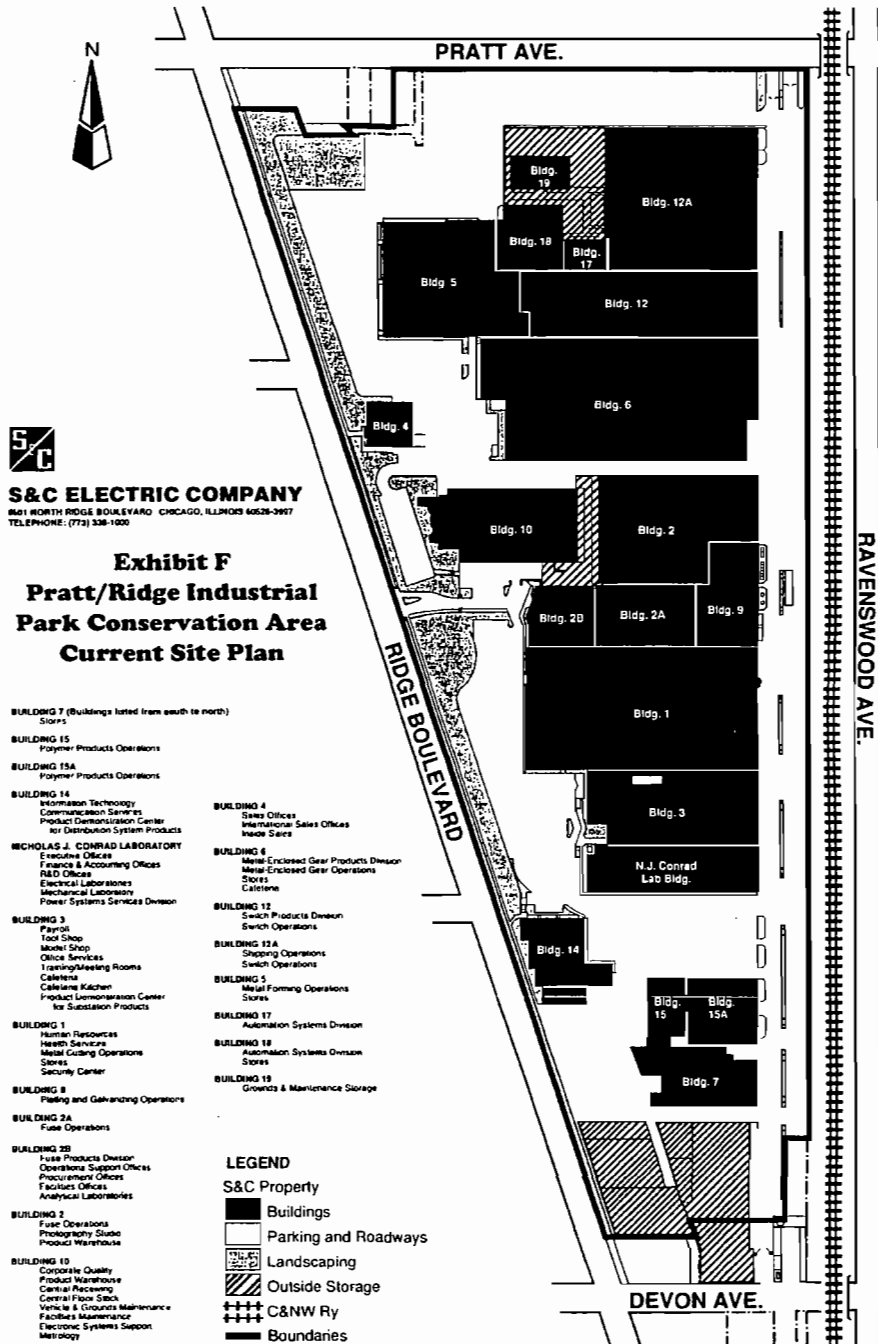 N
PRATT AVE.
Bldg.
19
Bldg. 12A
Bldg. 18
Bldg.
17
Bldg 5
Bldg. 12
Bldg. 6
Bldg. 4
S&C
S&C ELECTRIC COMPANY
6601 NORTH RIDGE BOULEVARD CHICAGO, ILLINOIS 60626-3997
TELEPHONE: (773) 338-1000
Exhibit F
Pratt/Ridge Industrial
Park Conservation Area
Current Site Plan
Bldg. 10
Bldg. 2
Bldg. 2B
Bldg. 2A
Bldg. 9
RAVENSWOOD AVE.
RIDGE BOULEVARD
Bldg. 1
Bldg. 3
N.J. Conrad
Lab Bldg.
Bldg. 14
Bldg.
15
Bldg.
15A
Bldg. 7
BUILDING 7 (Buildings listed from south to north)
Stores
BUILDING 15
Polymer Products Operations
BUILDING 15A
Polymer Products Operations
BUILDING 14
Information Technology
Communication Services
Product Demonstration Center
for Distribution System Products
NICHOLAS J. CONRAD LABORATORY
Executive Offices
Finance & Accounting Offices
R&D Offices
Electrical Laboratories
Mechanical Laboratory
Power Systems Services Division
BUILDING 3
Payroll
Tool Shop
Model Shop
Office Services
Training/Meeting Rooms
Cafeteria
Cafeteria Kitchen
Product Demonstration Center
for Substation Products
BUILDING 1
Human Resources
Health Services
Metal Cutting Operations
Stores
Security Center
BUILDING
Plating and Galvanizing Operations
BUILDING 2A
Fuse Operations
BUILDING 2B
Fuse Products Division
Operations Support Offices
Procurement Offices
Facilities Offices
Analytical Laboratories
BUILDING 2
Fuse Operations
Photography Studio
Product Warehouse
BUILDING 10
Corporate Quality
Product Warehouse
Central Receiving
Central Floor Stock
Vehicle & Grounds Maintenance
Facilities Maintenance
Electronic Systems Support
Metrology
BUILDING 4
Sales Offices
International Sales Offices
Inside Sales
BUILDING 6
Metal-Enclosed Gear Products Division
Metal-Enclosed Gear Operations
Stores
Cafeteria
BUILDING 12
Switch Products Division
Switch Operations
BUILDING 12A
Shipping Operations
Switch Operations
BUILDING 5
Metal Forming Operations
Stores
BUILDING 17
Automation Systems Division
BUILDING 18
Automation Systems Division
Stores
BUILDING 19
Grounds & Maintenance Storage
LEGEND
S&C Property
Buildings
Parking and Roadways
Landscaping
Outside Storage
C&NW Ry
Boundaries
DEVON AVE.